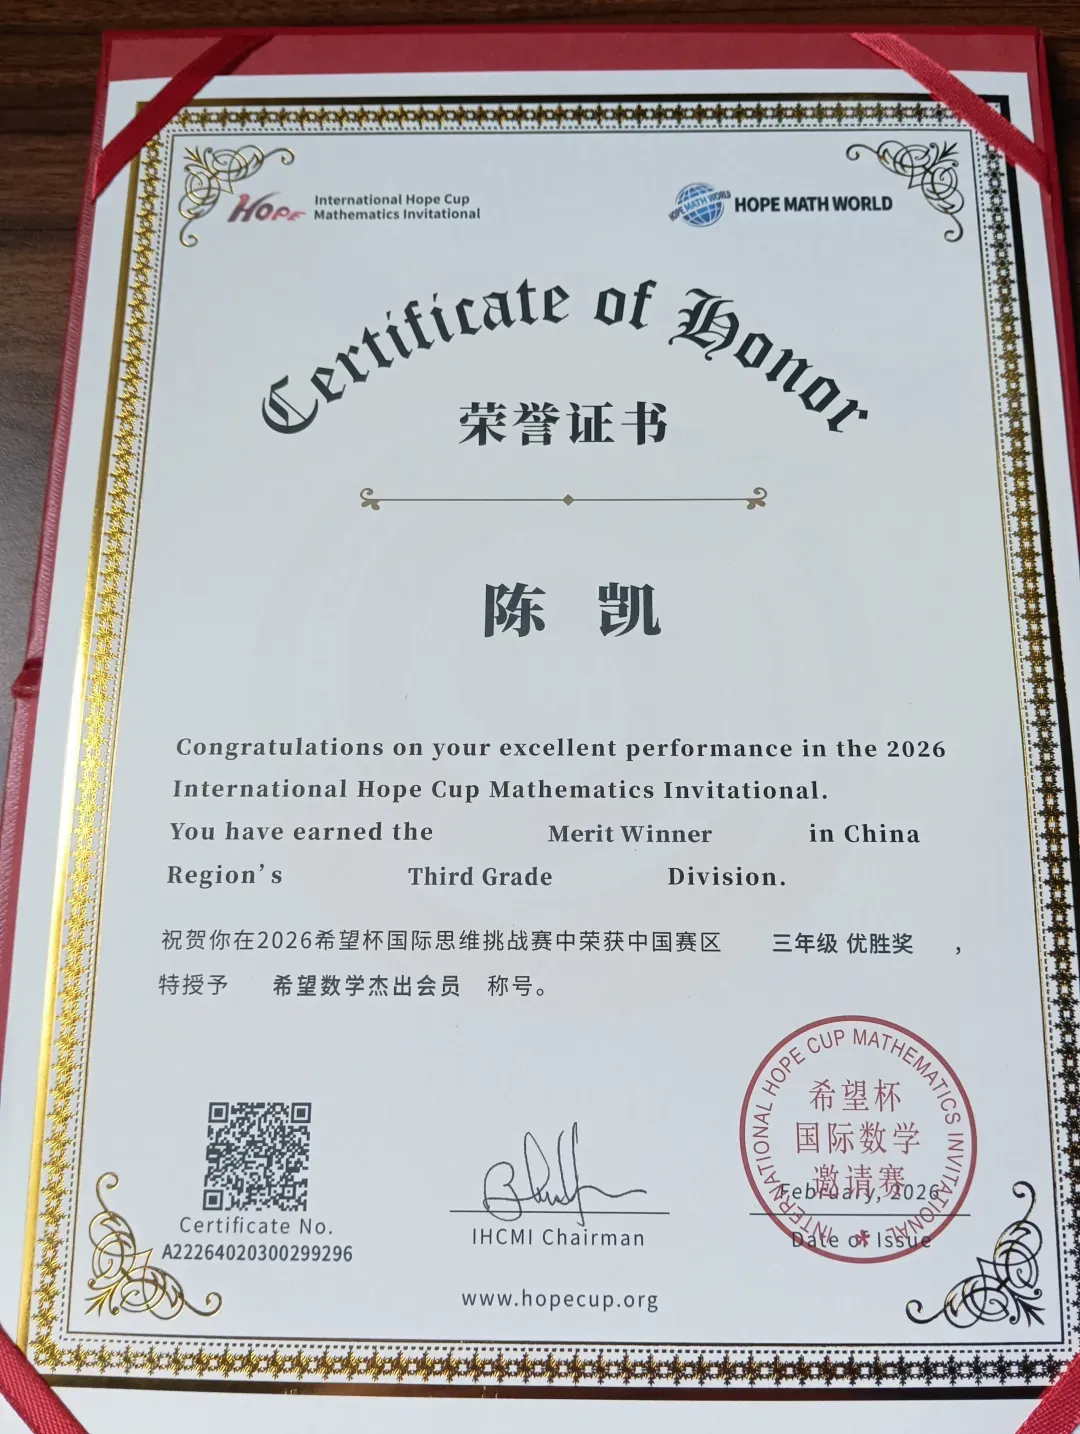 HOPE
International Hope Cup
Mathematics Invitational
HOPE MATH WORLD
HOPE MATH WORLD
Certificate of Honor
荣誉证书
陈 凯
Congratulations on your excellent performance in the 2026
International Hope Cup Mathematics Invitational.
You have earned the Merit Winner in China
Region's Third Grade Division.
祝贺你在2026希望杯国际思维挑战赛中荣获中国赛区 三年级 优胜奖 ，
特授予 希望数学杰出会员 称号。
INTERNATIONAL HOPE CUP MATHEMATICS INVITATIONAL
希望杯
国际数学
邀请赛
February, 2026
Date of Issue
Certificate No.
A22264020300299296
IHCMI Chairman
www.hopecup.org